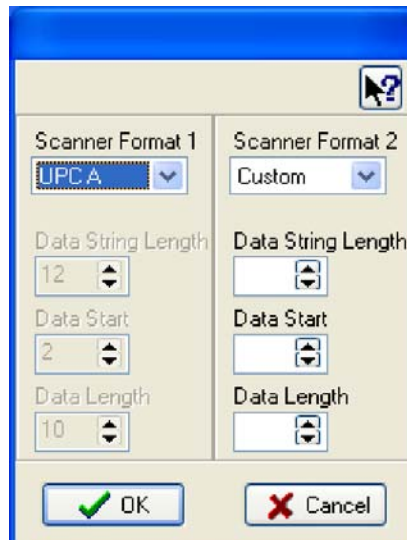 Scanner Format 1
UPC A
Data String Length
12
Data Start
2
Data Length
10
Scanner Format 2
Custom
Data String Length
Data Start
Data Length
OK
Cancel